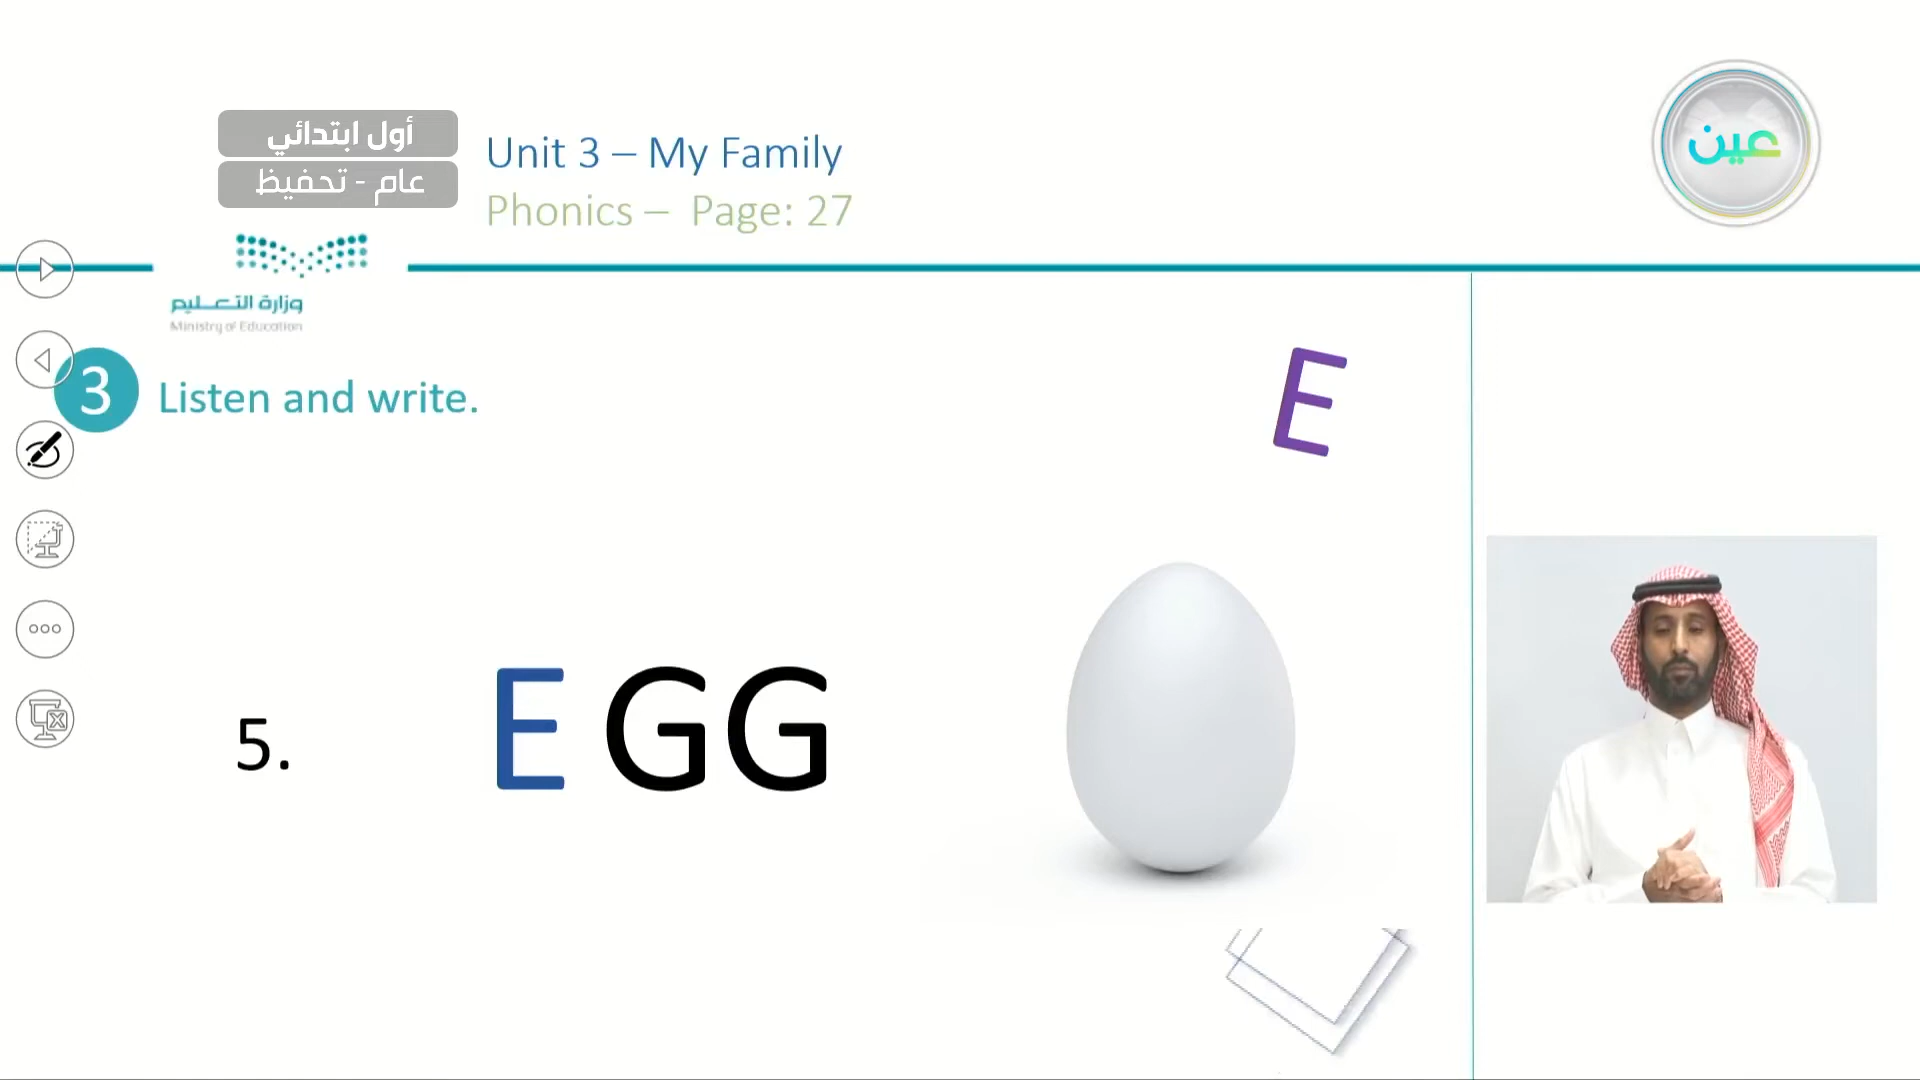 أول ابتدائي
عام - تحفيظ
Unit 3 – My Family
Phonics – Page: 27
عين
وزارة التعليم
Ministry of Education
3 Listen and write.
E
5. E GG